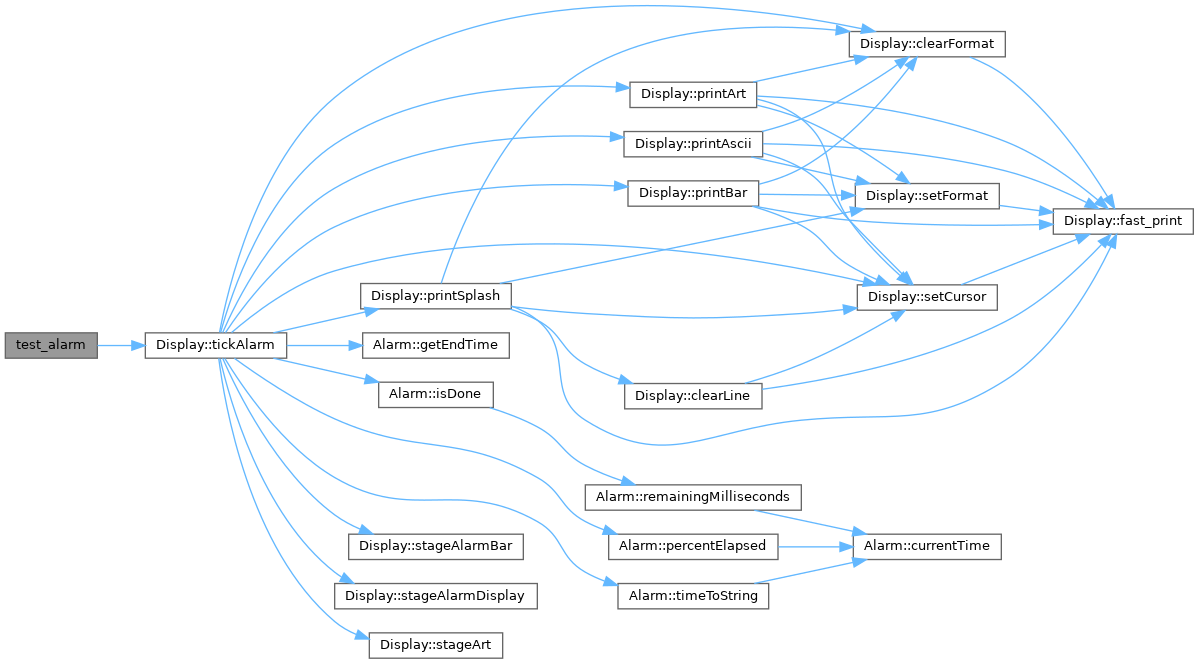 test_alarm
Display::tickAlarm
Display::printSplash
Alarm::getEndTime
Alarm::isDone
Display::stageAlarmBar
Display::stageAlarmDisplay
Display::stageArt
Display::printArt
Display::printAscii
Display::printBar
Display::clearLine
Alarm::remainingMilliseconds
Alarm::percentElapsed
Alarm::timeToString
Display::clearFormat
Display::setFormat
Display::setCursor
Alarm::currentTime
Display::fast_print